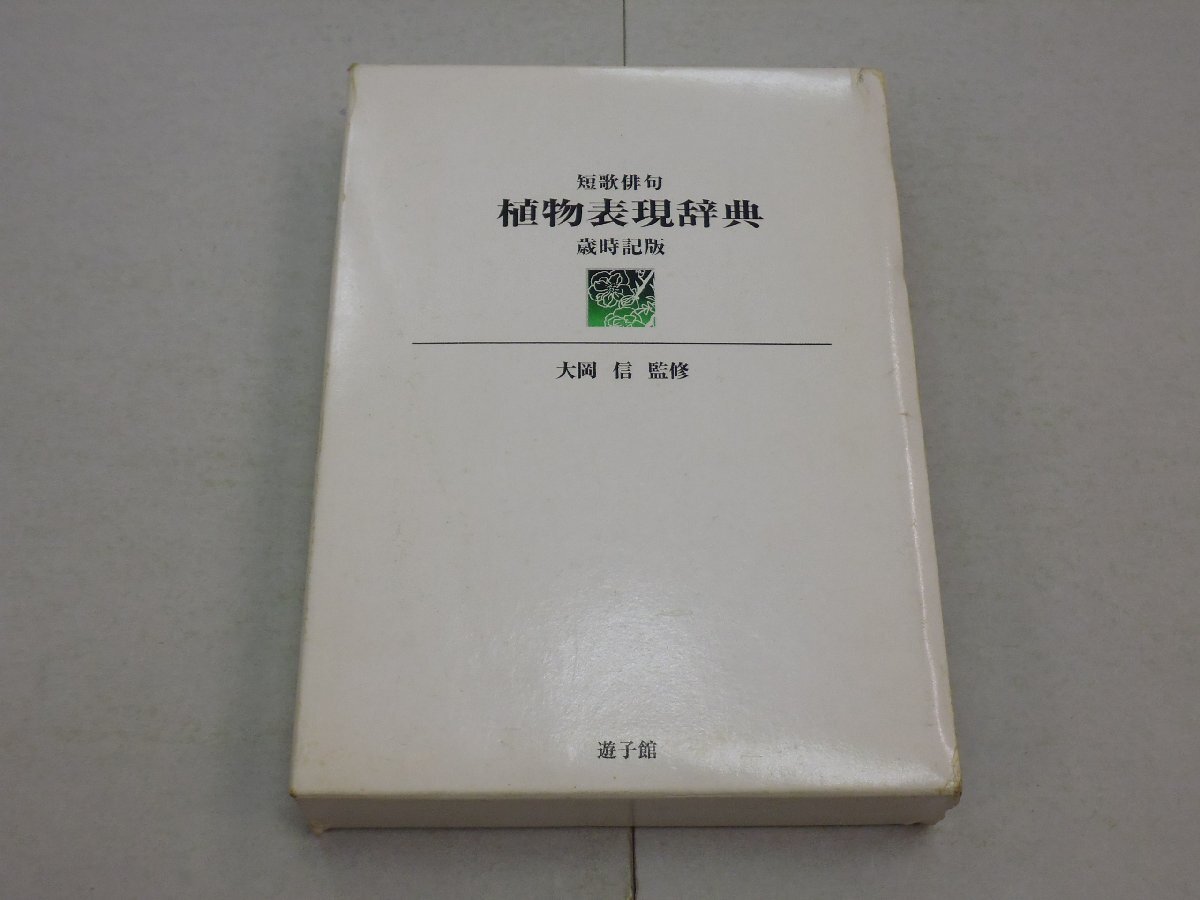 短歌俳句
植物表現辞典
歳時記版
大岡 信 監修
遊子館